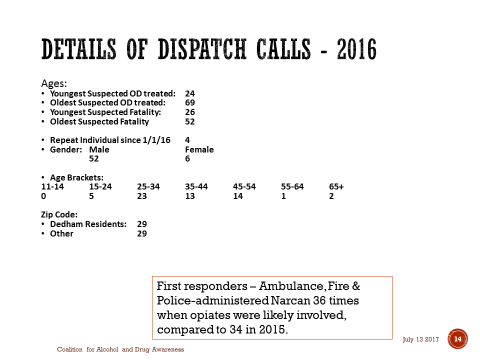 DETAILS OF DISPATCH CALLS - 2016
Ages:
• Youngest Suspected OD treated: 24
• Oldest Suspected OD treated: 69
• Youngest Suspected Fatality: 26
• Oldest Suspected Fatality 52
• Repeat Individual since 1/1/16 4
• Gender: Male Female
52 6
• Age Brackets:
11-14 15-24 25-34 35-44 45-54 55-64 65+
0 5 23 13 14 1 2
Zip Code:
• Dedham Residents: 29
• Other 29
First responders – Ambulance, Fire &
Police-administered Narcan 36 times
when opiates were likely involved,
compared to 34 in 2015.
July 13 2017 14
Coalition for Alcohol and Drug Awareness